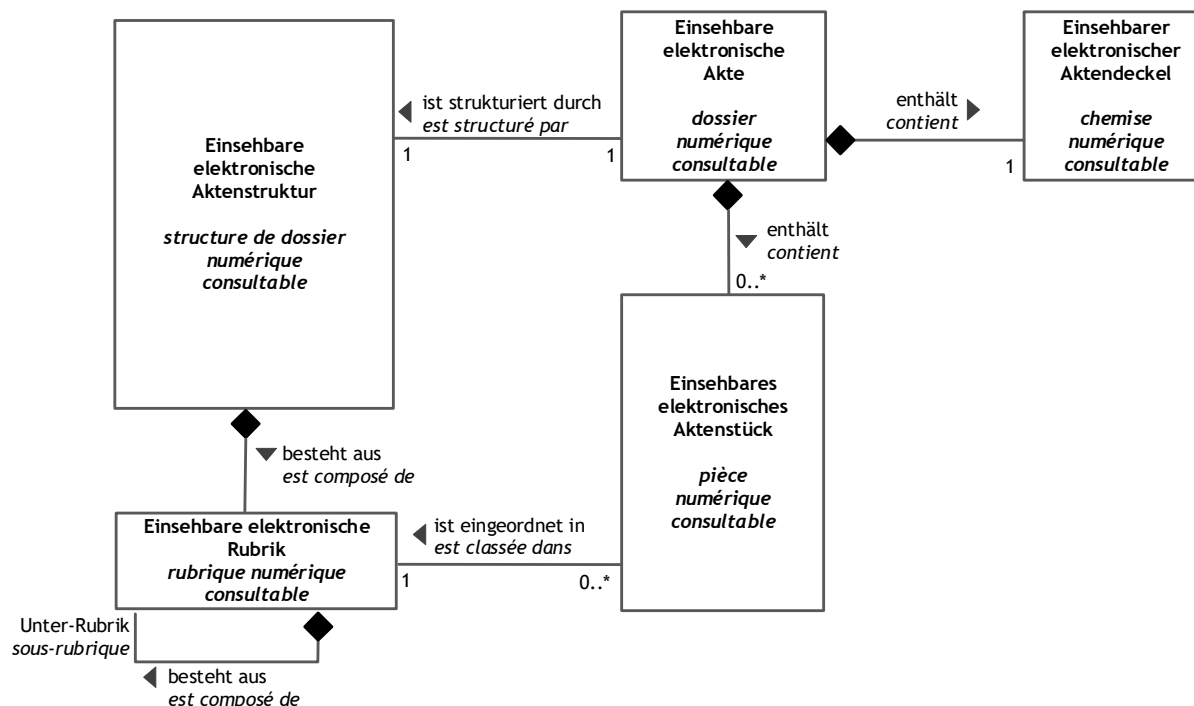 Einsehbare
elektronische
Aktenstruktur
structure de dossier
numérique
consultable
ist strukturiert durch
est structuré par
1
1
Einsehbare
elektronische
Akte
dossier
numérique
consultable
enthält
contient
1
Einsehbarer
elektronischer
Aktendeckel
chemise
numérique
consultable
enthält
contient
0..*
Einsehbares
elektronisches
Aktenstück
pièce
numérique
consultable
besteht aus
est composé de
Einsehbare elektronische
Rubrik
rubrique numérique
consultable
ist eingeordnet in
est classée dans
1
0..*
Unter-Rubrik
sous-rubrique
besteht aus
est composé de